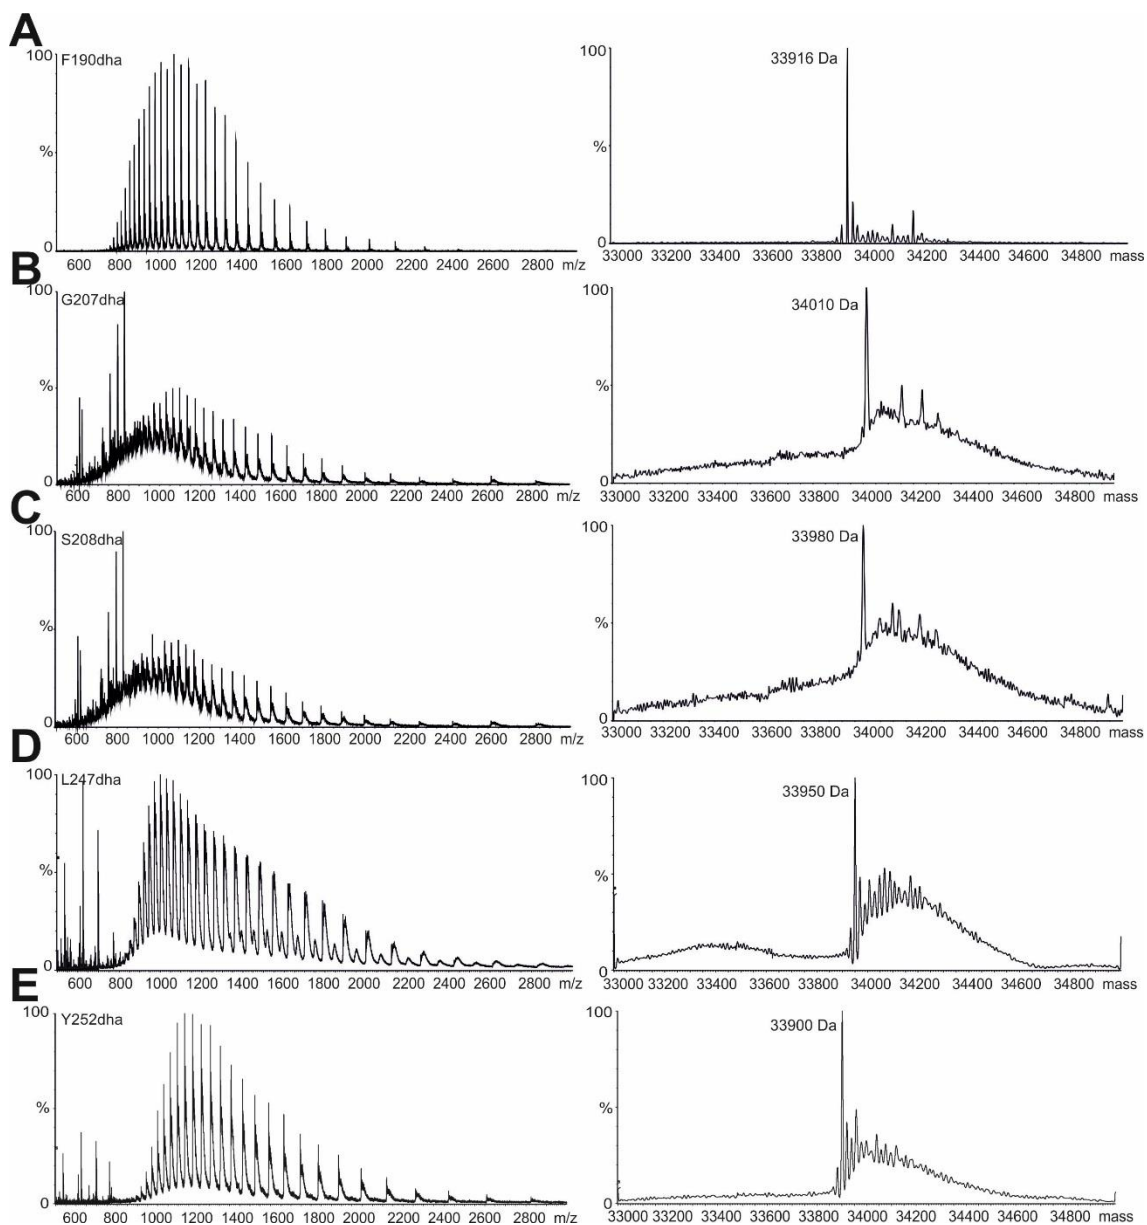 A
100
F190dha
%
0
600 800 1000 1200 1400 1600 1800 2000 2200 2400 2600 2800 m/z
100
33916 Da
%
0
33000 33200 33400 33600 33800 34000 34200 34400 34600 34800 mass
B
100
G207dha
%
0
600 800 1000 1200 1400 1600 1800 2000 2200 2400 2600 2800 m/z
100
34010 Da
%
0
33000 33200 33400 33600 33800 34000 34200 34400 34600 34800 mass
C
100
S208dha
%
0
600 800 1000 1200 1400 1600 1800 2000 2200 2400 2600 2800 m/z
100
33980 Da
%
0
33000 33200 33400 33600 33800 34000 34200 34400 34600 34800 mass
D
100
L247dha
%
0
600 800 1000 1200 1400 1600 1800 2000 2200 2400 2600 2800 m/z
100
33950 Da
%
0
33000 33200 33400 33600 33800 34000 34200 34400 34600 34800 mass
E
100
Y252dha
%
0
600 800 1000 1200 1400 1600 1800 2000 2200 2400 2600 2800 m/z
100
33900 Da
%
0
33000 33200 33400 33600 33800 34000 34200 34400 34600 34800 mass